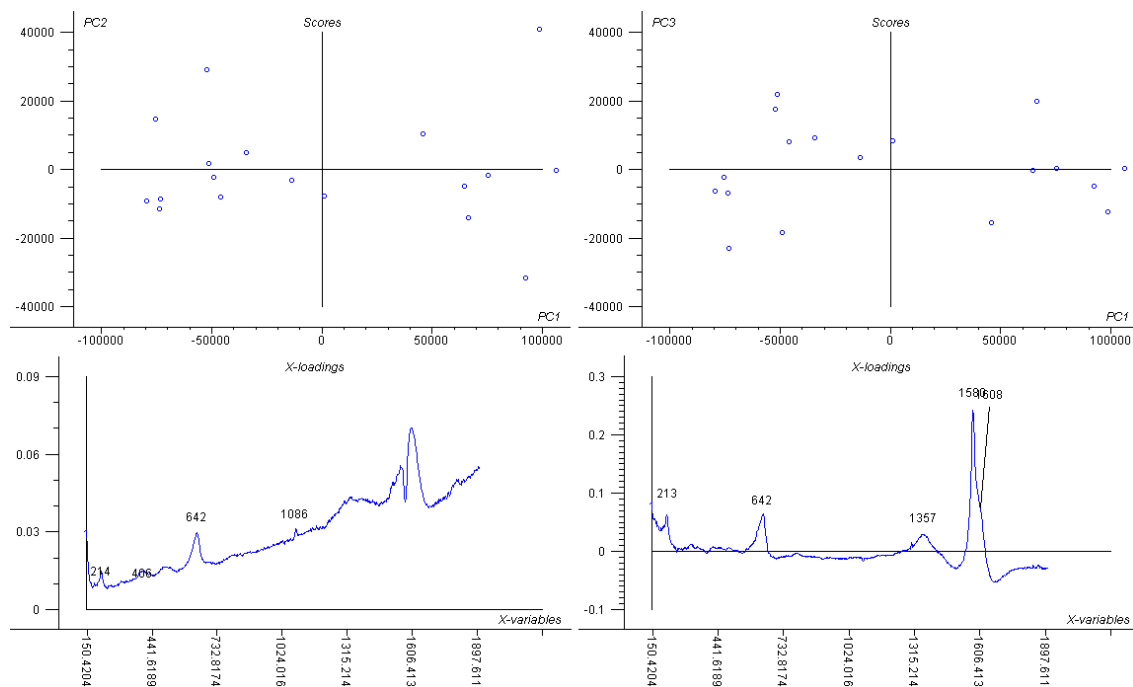 PC2 Scores
40000
20000
0
-20000
-40000
PC1
-100000 -50000 0 50000 100000
PC3 Scores
40000
20000
0
-20000
-40000
PC1
-100000 -50000 0 50000 100000
X-loadings
0.09
0.06
0.03
0
214
406
642
1086
X-variables
150.4204 441.6189 732.8174 1024.016 1315.214 1606.413 1897.611
X-loadings
0.3
0.2
0.1
0
-0.1
213
642
1357
1580
1608
X-variables
150.4204 441.6189 732.8174 1024.016 1315.214 1606.413 1897.611